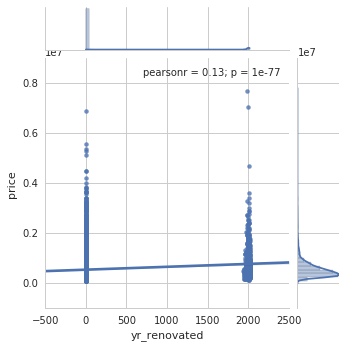 1e7
1e7
pearsonr = 0.13; p = 1e-77
0.8
0.6
0.4
0.2
0.0
price
−500 0 500 1000 1500 2000 2500
yr_renovated